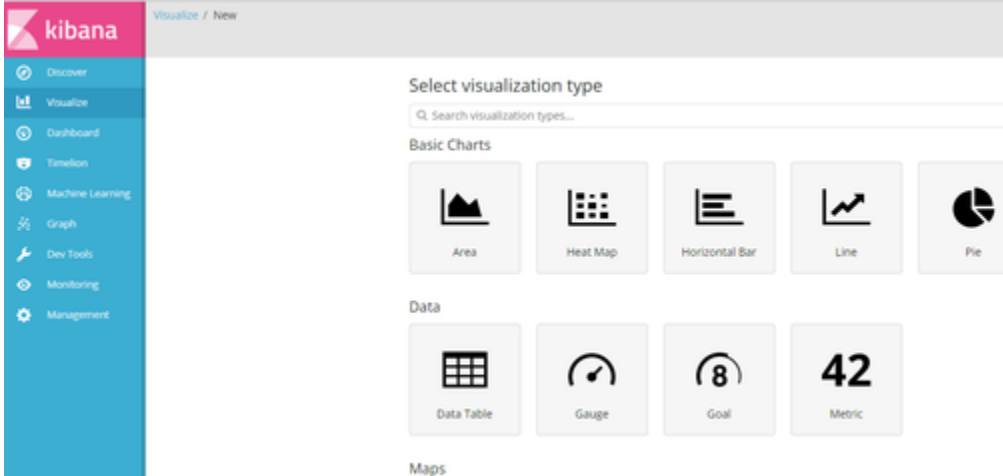 kibana
Visualize / New
Discover
Visualize
Dashboard
Timelion
Machine Learning
Graph
Dev Tools
Monitoring
Management
Select visualization type
Search visualization types...
Basic Charts
Area
Heat Map
Horizontal Bar
Line
Pie
Data
8
42
Data Table
Gauge
Goal
Metric
Maps